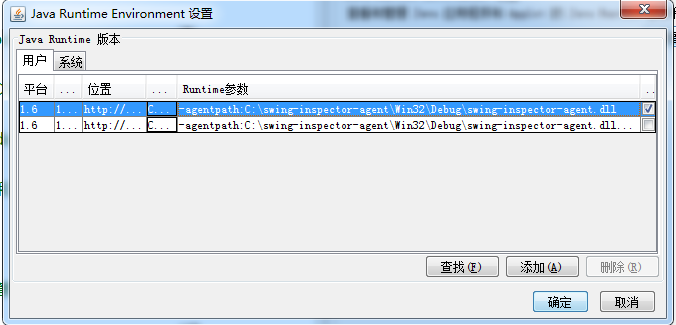 Java Runtime Environment 设置
Java Runtime 版本
用户 系统
平台 ... 位置 ... Runtime参数 ..
1.6 1... http://... C... -agentpath:C:\swing-inspector-agent\Win32\Debug\swing-inspector-agent.dll
1.6 1... http://... C... -agentpath:C:\swing-inspector-agent\Win32\Debug\swing-inspector-agent.dll...
查找(F) 添加(A) 删除(R)
确定 取消